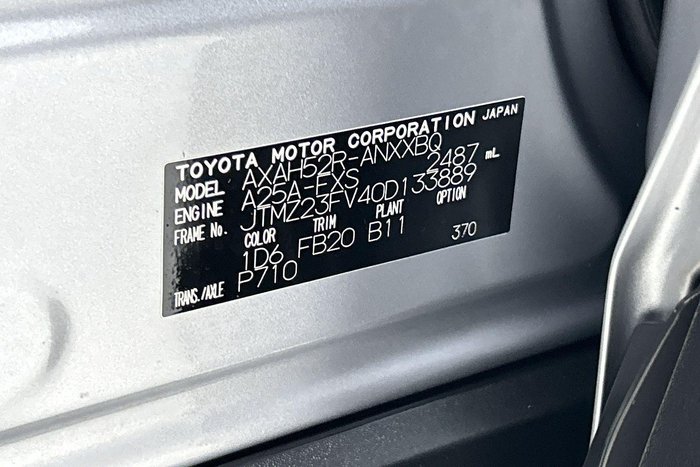 TOYOTA MOTOR CORPORATION JAPAN
MODEL AXAH52R-ANXXBQ
ENGINE A25A-FXS 2487 mL
FRAME No. JTMZ23FV40D133889
COLOR TRIM PLANT OPTION
1D6 FB20 B11 370
TRANS./AXLE P710